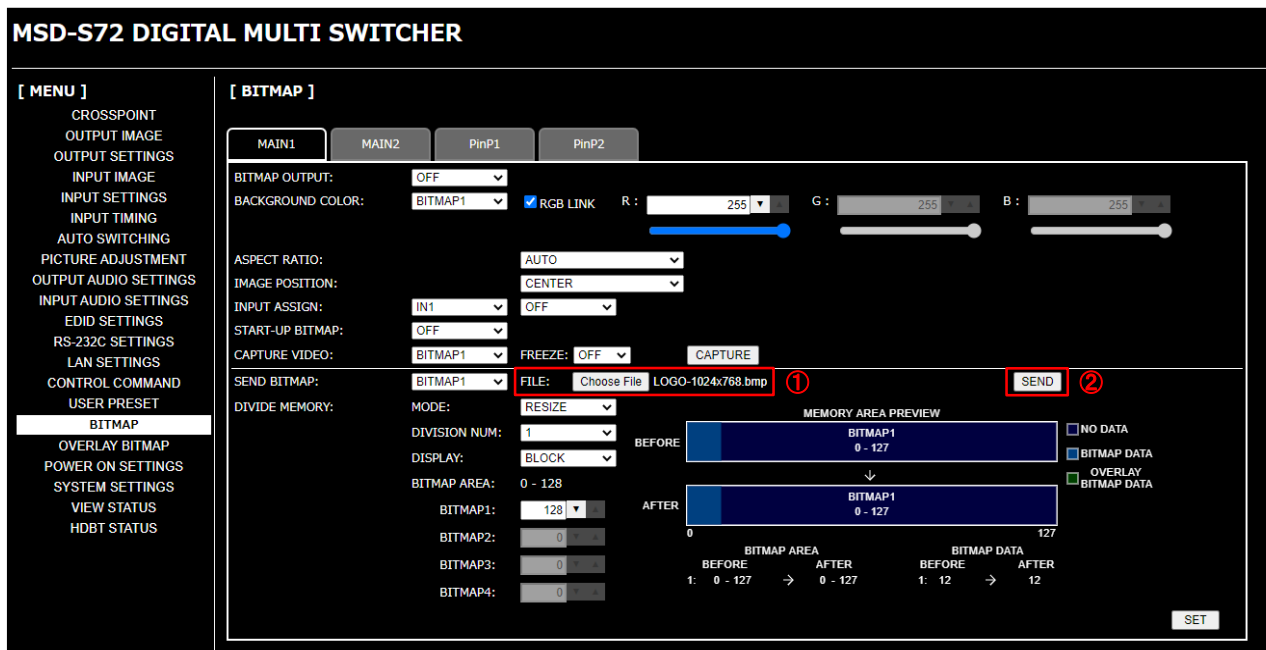 MSD-S72 DIGITAL MULTI SWITCHER
[ MENU ]
CROSSPOINT
OUTPUT IMAGE
OUTPUT SETTINGS
INPUT IMAGE
INPUT SETTINGS
INPUT TIMING
AUTO SWITCHING
PICTURE ADJUSTMENT
OUTPUT AUDIO SETTINGS
INPUT AUDIO SETTINGS
EDID SETTINGS
RS-232C SETTINGS
LAN SETTINGS
CONTROL COMMAND
USER PRESET
BITMAP
OVERLAY BITMAP
POWER ON SETTINGS
SYSTEM SETTINGS
VIEW STATUS
HDBT STATUS
[ BITMAP ]
MAIN1 MAIN2 PinP1 PinP2
BITMAP OUTPUT: OFF
BACKGROUND COLOR: BITMAP1 RGB LINK R : 255 G : 255 B : 255
ASPECT RATIO: AUTO
IMAGE POSITION: CENTER
INPUT ASSIGN: IN1 OFF
START-UP BITMAP: OFF
CAPTURE VIDEO: BITMAP1 FREEZE: OFF CAPTURE
SEND BITMAP: BITMAP1 FILE: Choose File LOGO-1024x768.bmp ① SEND ②
DIVIDE MEMORY: MODE: RESIZE
DIVISION NUM: 1
DISPLAY: BLOCK
BITMAP AREA: 0 - 128
BITMAP1: 128
BITMAP2: 0
BITMAP3: 0
BITMAP4: 0
MEMORY AREA PREVIEW
BEFORE
BITMAP1
0 - 127
↓
AFTER
BITMAP1
0 - 127
0 127
NO DATA
BITMAP DATA
OVERLAY
BITMAP DATA
BITMAP AREA BITMAP DATA
BEFORE AFTER BEFORE AFTER
1: 0 - 127 → 0 - 127 1: 12 → 12
SET